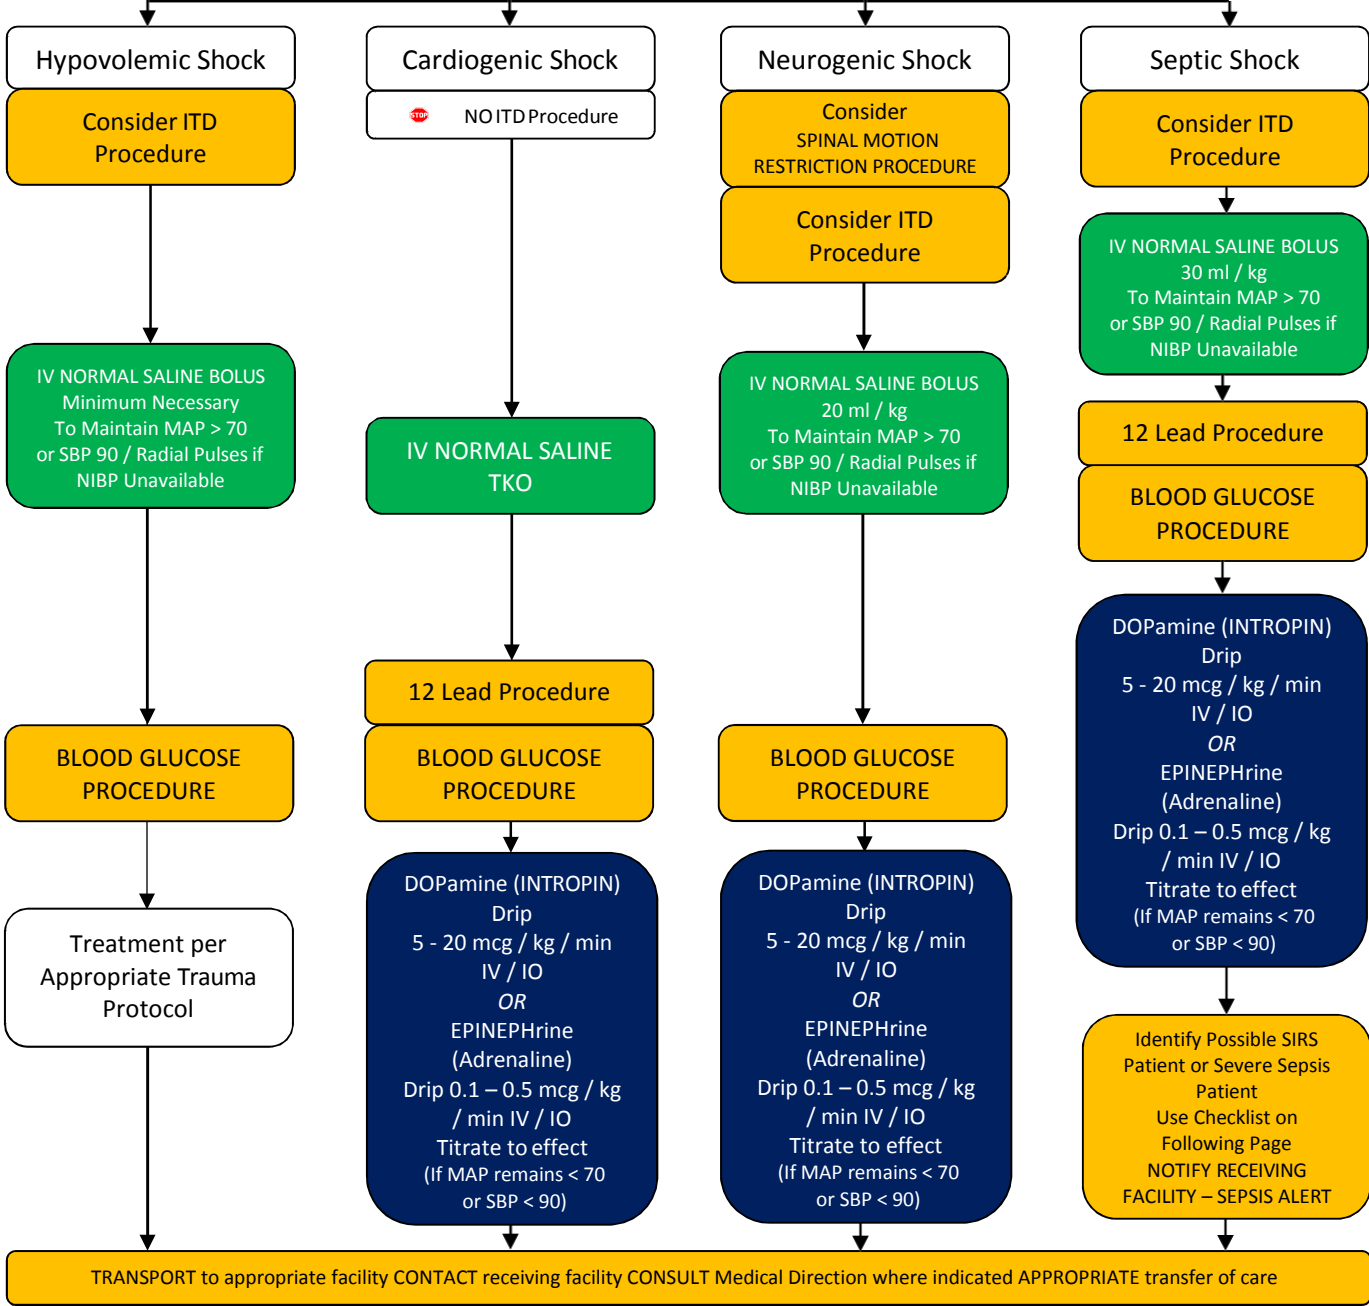 Hypovolemic Shock
Consider ITD
Procedure
IV NORMAL SALINE BOLUS
Minimum Necessary
To Maintain MAP > 70
or SBP 90 / Radial Pulses if
NIBP Unavailable
BLOOD GLUCOSE
PROCEDURE
Treatment per
Appropriate Trauma
Protocol
Cardiogenic Shock
STOP NO ITD Procedure
IV NORMAL SALINE
TKO
12 Lead Procedure
BLOOD GLUCOSE
PROCEDURE
DOPamine (INTROPIN)
Drip
5 - 20 mcg / kg / min
IV / IO
OR
EPINEPHrine
(Adrenaline)
Drip 0.1 – 0.5 mcg / kg
/ min IV / IO
Titrate to effect
(If MAP remains < 70
or SBP < 90)
Neurogenic Shock
Consider
SPINAL MOTION
RESTRICTION PROCEDURE
Consider ITD
Procedure
IV NORMAL SALINE BOLUS
20 ml / kg
To Maintain MAP > 70
or SBP 90 / Radial Pulses if
NIBP Unavailable
BLOOD GLUCOSE
PROCEDURE
DOPamine (INTROPIN)
Drip
5 - 20 mcg / kg / min
IV / IO
OR
EPINEPHrine
(Adrenaline)
Drip 0.1 – 0.5 mcg / kg
/ min IV / IO
Titrate to effect
(If MAP remains < 70
or SBP < 90)
Septic Shock
Consider ITD
Procedure
IV NORMAL SALINE BOLUS
30 ml / kg
To Maintain MAP > 70
or SBP 90 / Radial Pulses if
NIBP Unavailable
12 Lead Procedure
BLOOD GLUCOSE
PROCEDURE
DOPamine (INTROPIN)
Drip
5 - 20 mcg / kg / min
IV / IO
OR
EPINEPHrine
(Adrenaline)
Drip 0.1 – 0.5 mcg / kg
/ min IV / IO
Titrate to effect
(If MAP remains < 70
or SBP < 90)
Identify Possible SIRS
Patient or Severe Sepsis
Patient
Use Checklist on
Following Page
NOTIFY RECEIVING
FACILITY – SEPSIS ALERT
TRANSPORT to appropriate facility CONTACT receiving facility CONSULT Medical Direction where indicated APPROPRIATE transfer of care